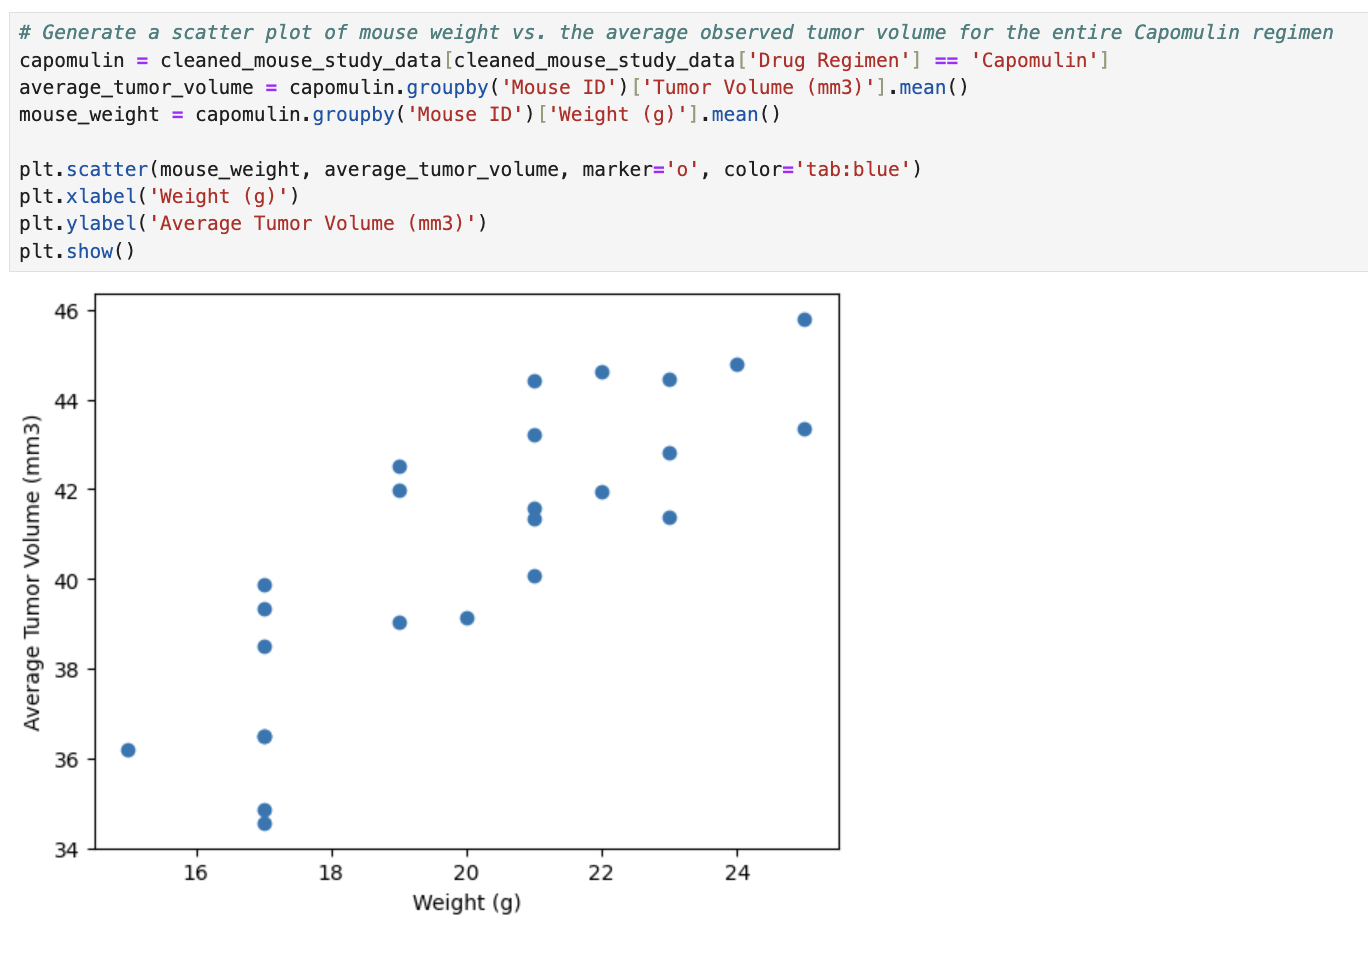 # Generate a scatter plot of mouse weight vs. the average observed tumor volume for the entire Capomulin regimen
capomulin = cleaned_mouse_study_data[cleaned_mouse_study_data['Drug Regimen'] == 'Capomulin']
average_tumor_volume = capomulin.groupby('Mouse ID')['Tumor Volume (mm3)'].mean()
mouse_weight = capomulin.groupby('Mouse ID')['Weight (g)'].mean()
plt.scatter(mouse_weight, average_tumor_volume, marker='o', color='tab:blue')
plt.xlabel('Weight (g)')
plt.ylabel('Average Tumor Volume (mm3)')
plt.show()
Average Tumor Volume (mm3)
46
44
42
40
38
36
34
16 18 20 22 24
Weight (g)